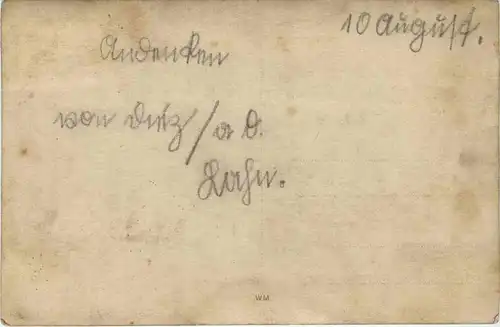 10 August.
Andenken
von Diez / a d.
Lahn.
WM